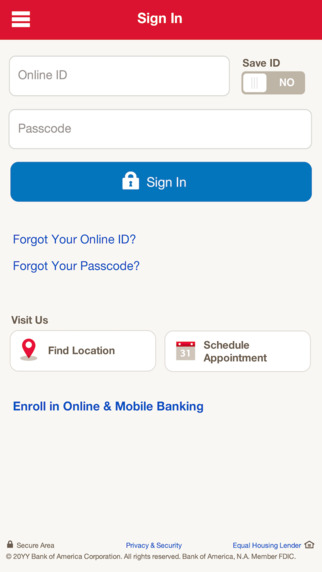 Sign In
Online ID
Save ID
NO
Passcode
Sign In
Forgot Your Online ID?
Forgot Your Passcode?
Visit Us
Find Location
31
Schedule
Appointment
Enroll in Online & Mobile Banking
Secure Area
Privacy & Security
Equal Housing Lender
© 20YY Bank of America Corporation. All rights reserved. Bank of America, N.A. Member FDIC.